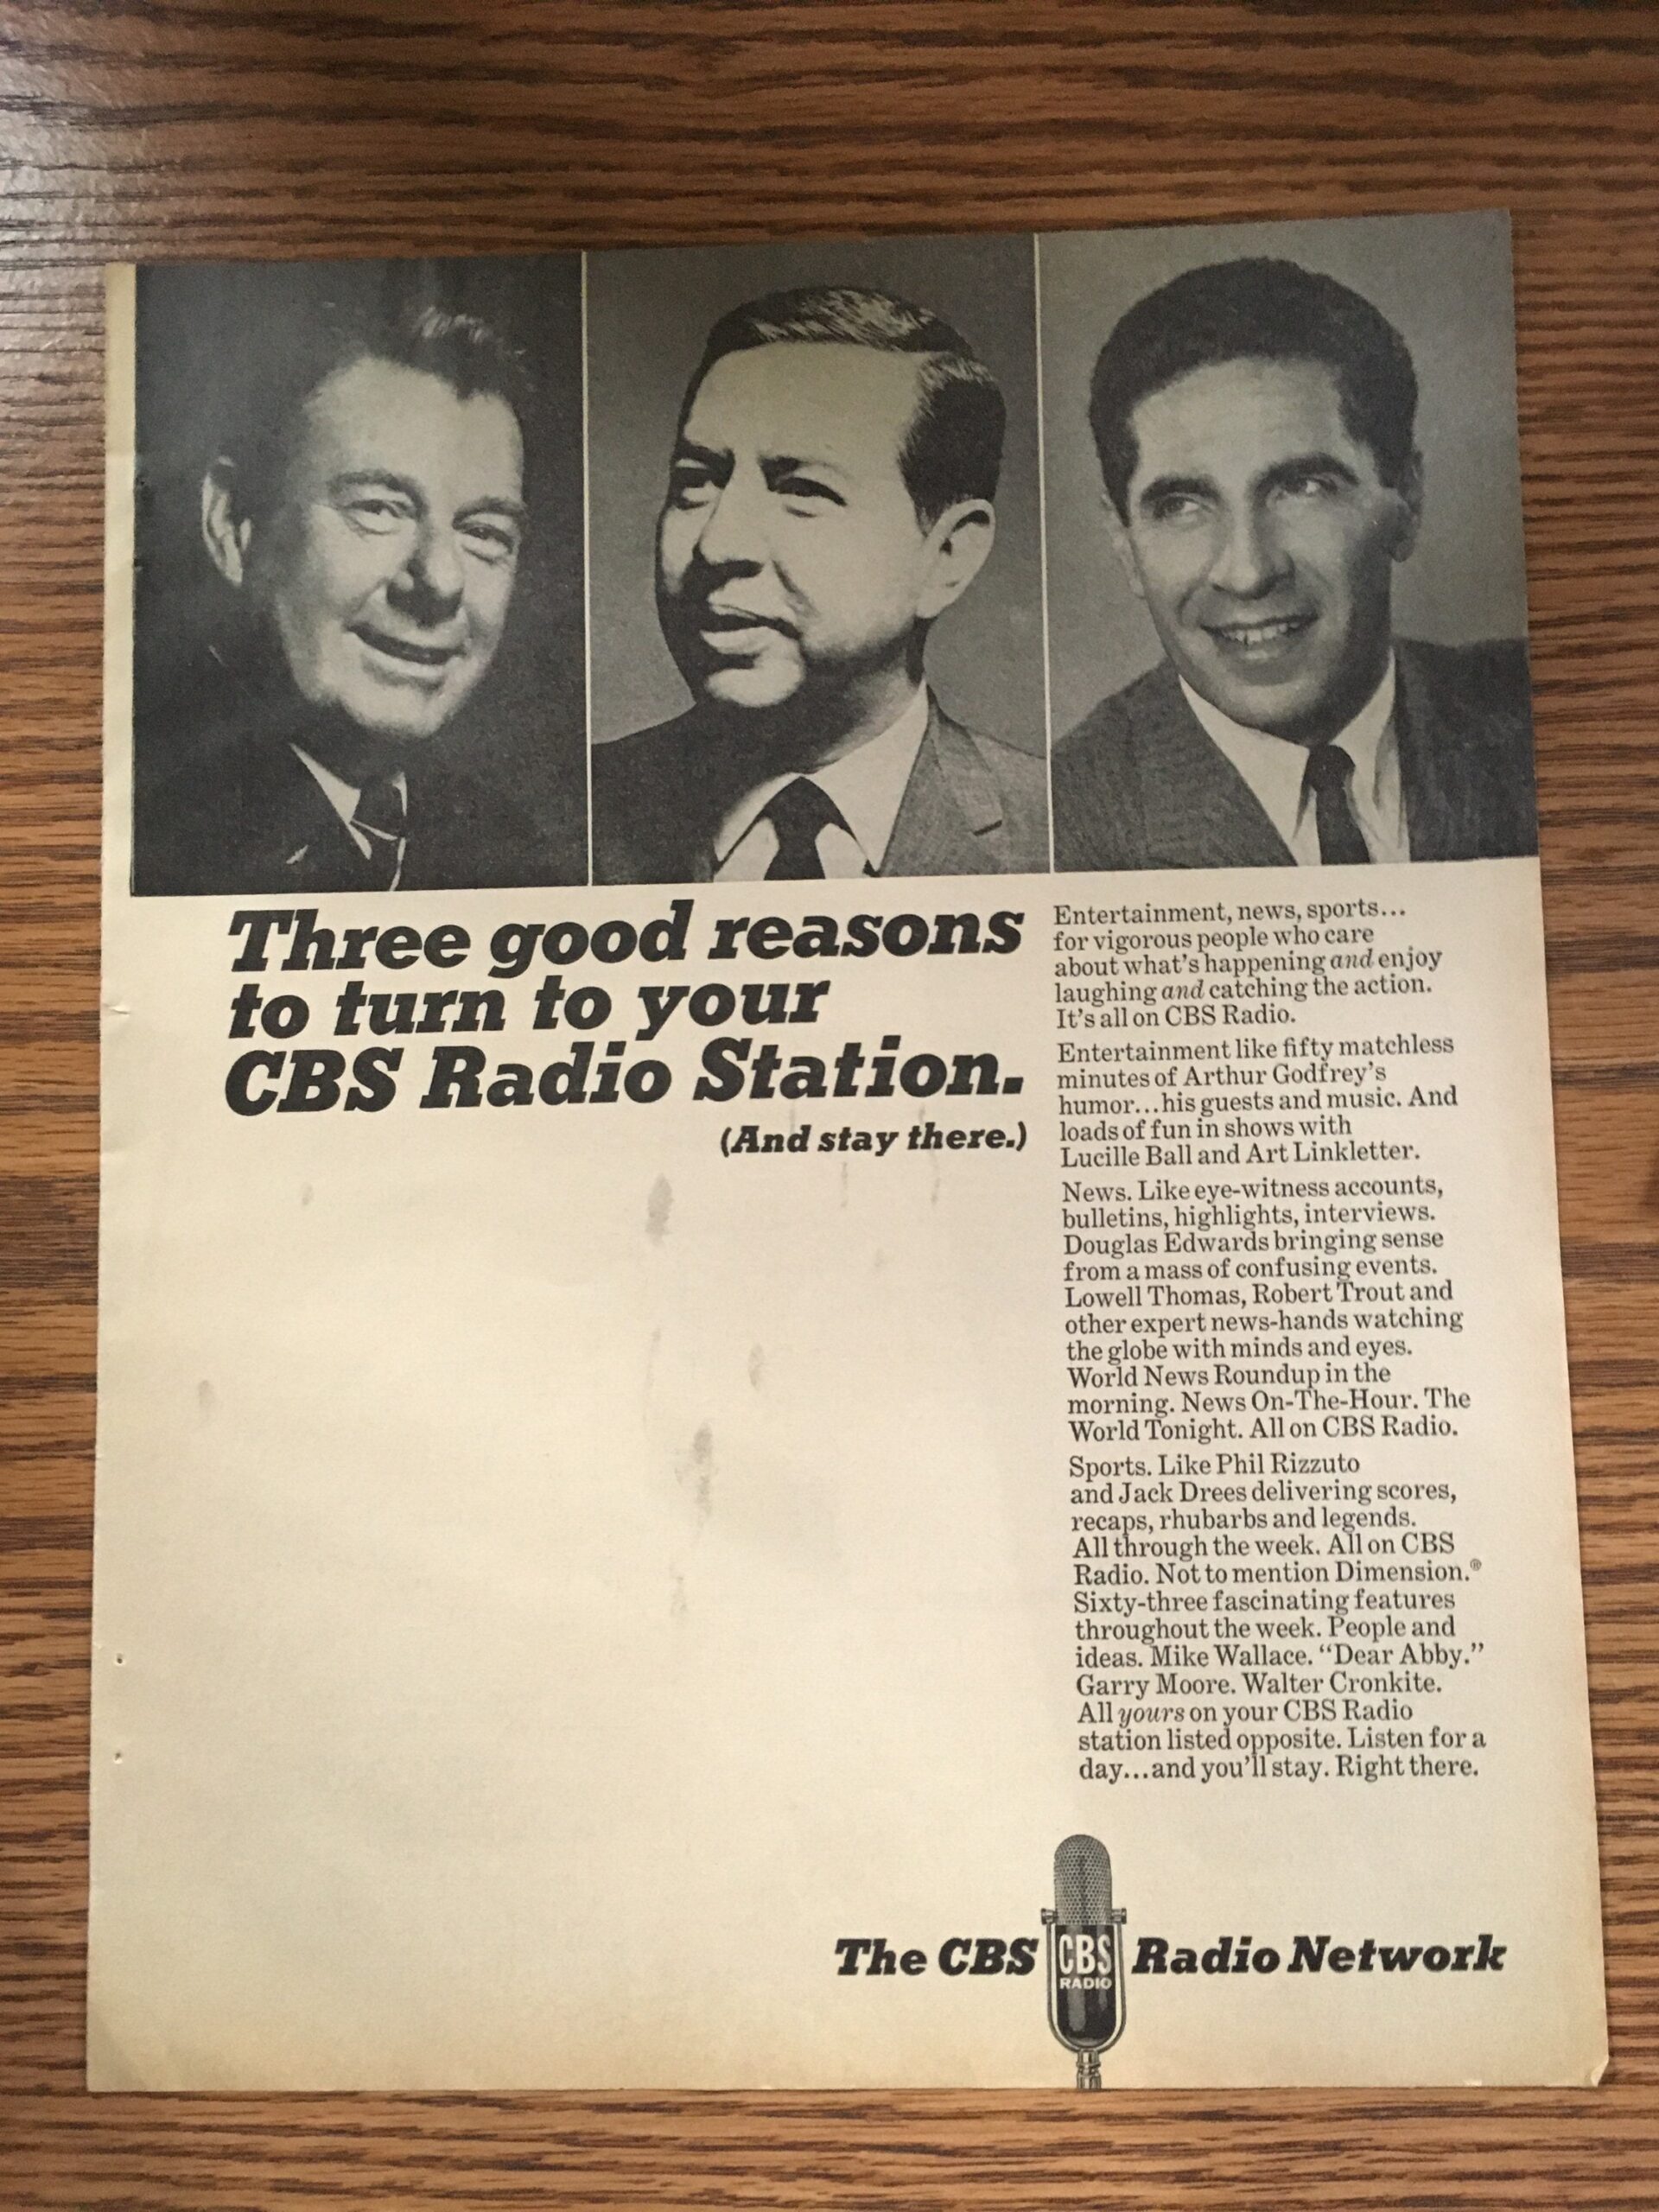 Three good reasons
to turn to your
CBS Radio Station.
(And stay there.)
Entertainment, news, sports...
for vigorous people who care
about what's happening and enjoy
laughing and catching the action.
It's all on CBS Radio.
Entertainment like fifty matchless
minutes of Arthur Godfrey's
humor...his guests and music. And
loads of fun in shows with
Lucille Ball and Art Linkletter.
News. Like eye-witness accounts,
bulletins, highlights, interviews.
Douglas Edwards bringing sense
from a mass of confusing events.
Lowell Thomas, Robert Trout and
other expert news-hands watching
the globe with minds and eyes.
World News Roundup in the
morning. News On-The-Hour. The
World Tonight. All on CBS Radio.
Sports. Like Phil Rizzuto
and Jack Drees delivering scores,
recaps, rhubarbs and legends.
All through the week. All on CBS
Radio. Not to mention Dimension.®
Sixty-three fascinating features
throughout the week. People and
ideas. Mike Wallace. “Dear Abby.”
Garry Moore. Walter Cronkite.
All yours on your CBS Radio
station listed opposite. Listen for a
day...and you'll stay. Right there.
The CBS
CBS
RADIO
Radio Network